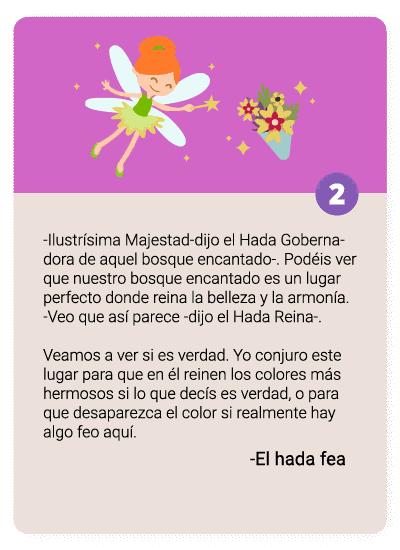 2
-Ilustrísima Majestad-dijo el Hada Goberna-
dora de aquel bosque encantado-. Podéis ver
que nuestro bosque encantado es un lugar
perfecto donde reina la belleza y la armonía.
-Veo que así parece -dijo el Hada Reina-.
Veamos a ver si es verdad. Yo conjuro este
lugar para que en él reinen los colores más
hermosos si lo que decís es verdad, o para
que desaparezca el color si realmente hay
algo feo aquí.
-El hada fea